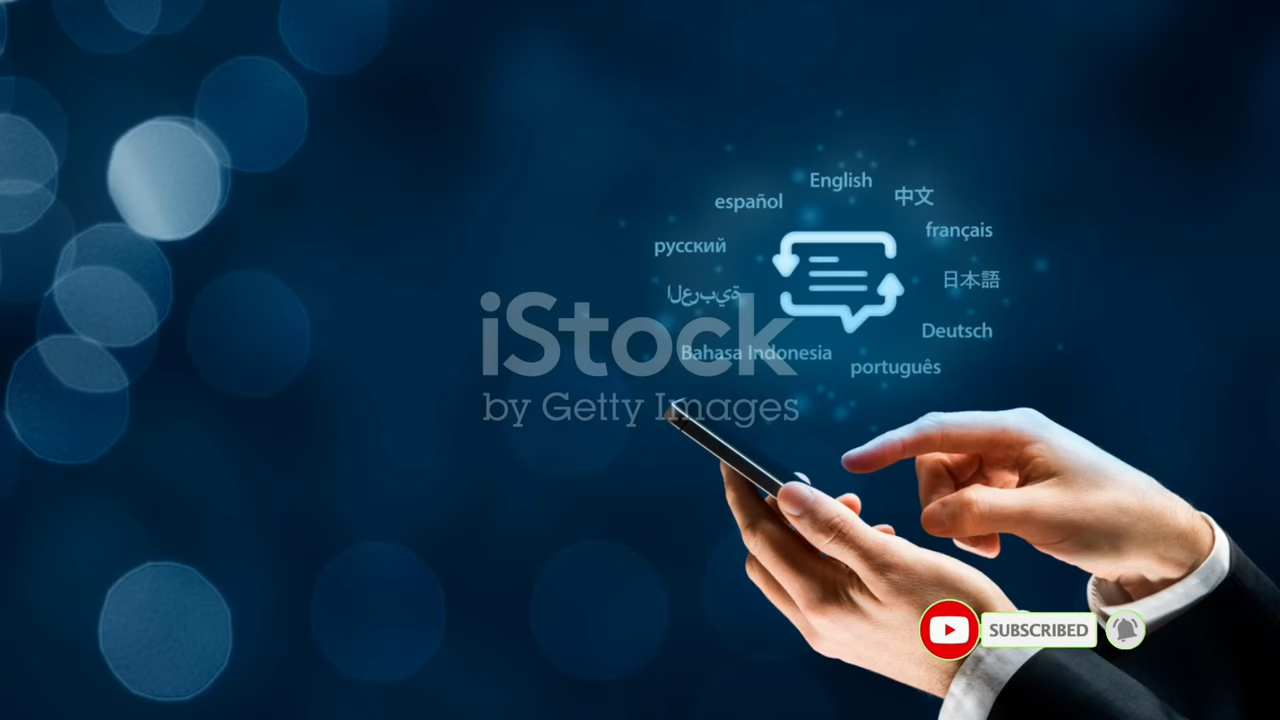 English
español
中文
français
русский
日本語
العربية
Deutsch
Bahasa Indonesia
português
iStock
by Getty Images
SUBSCRIBED